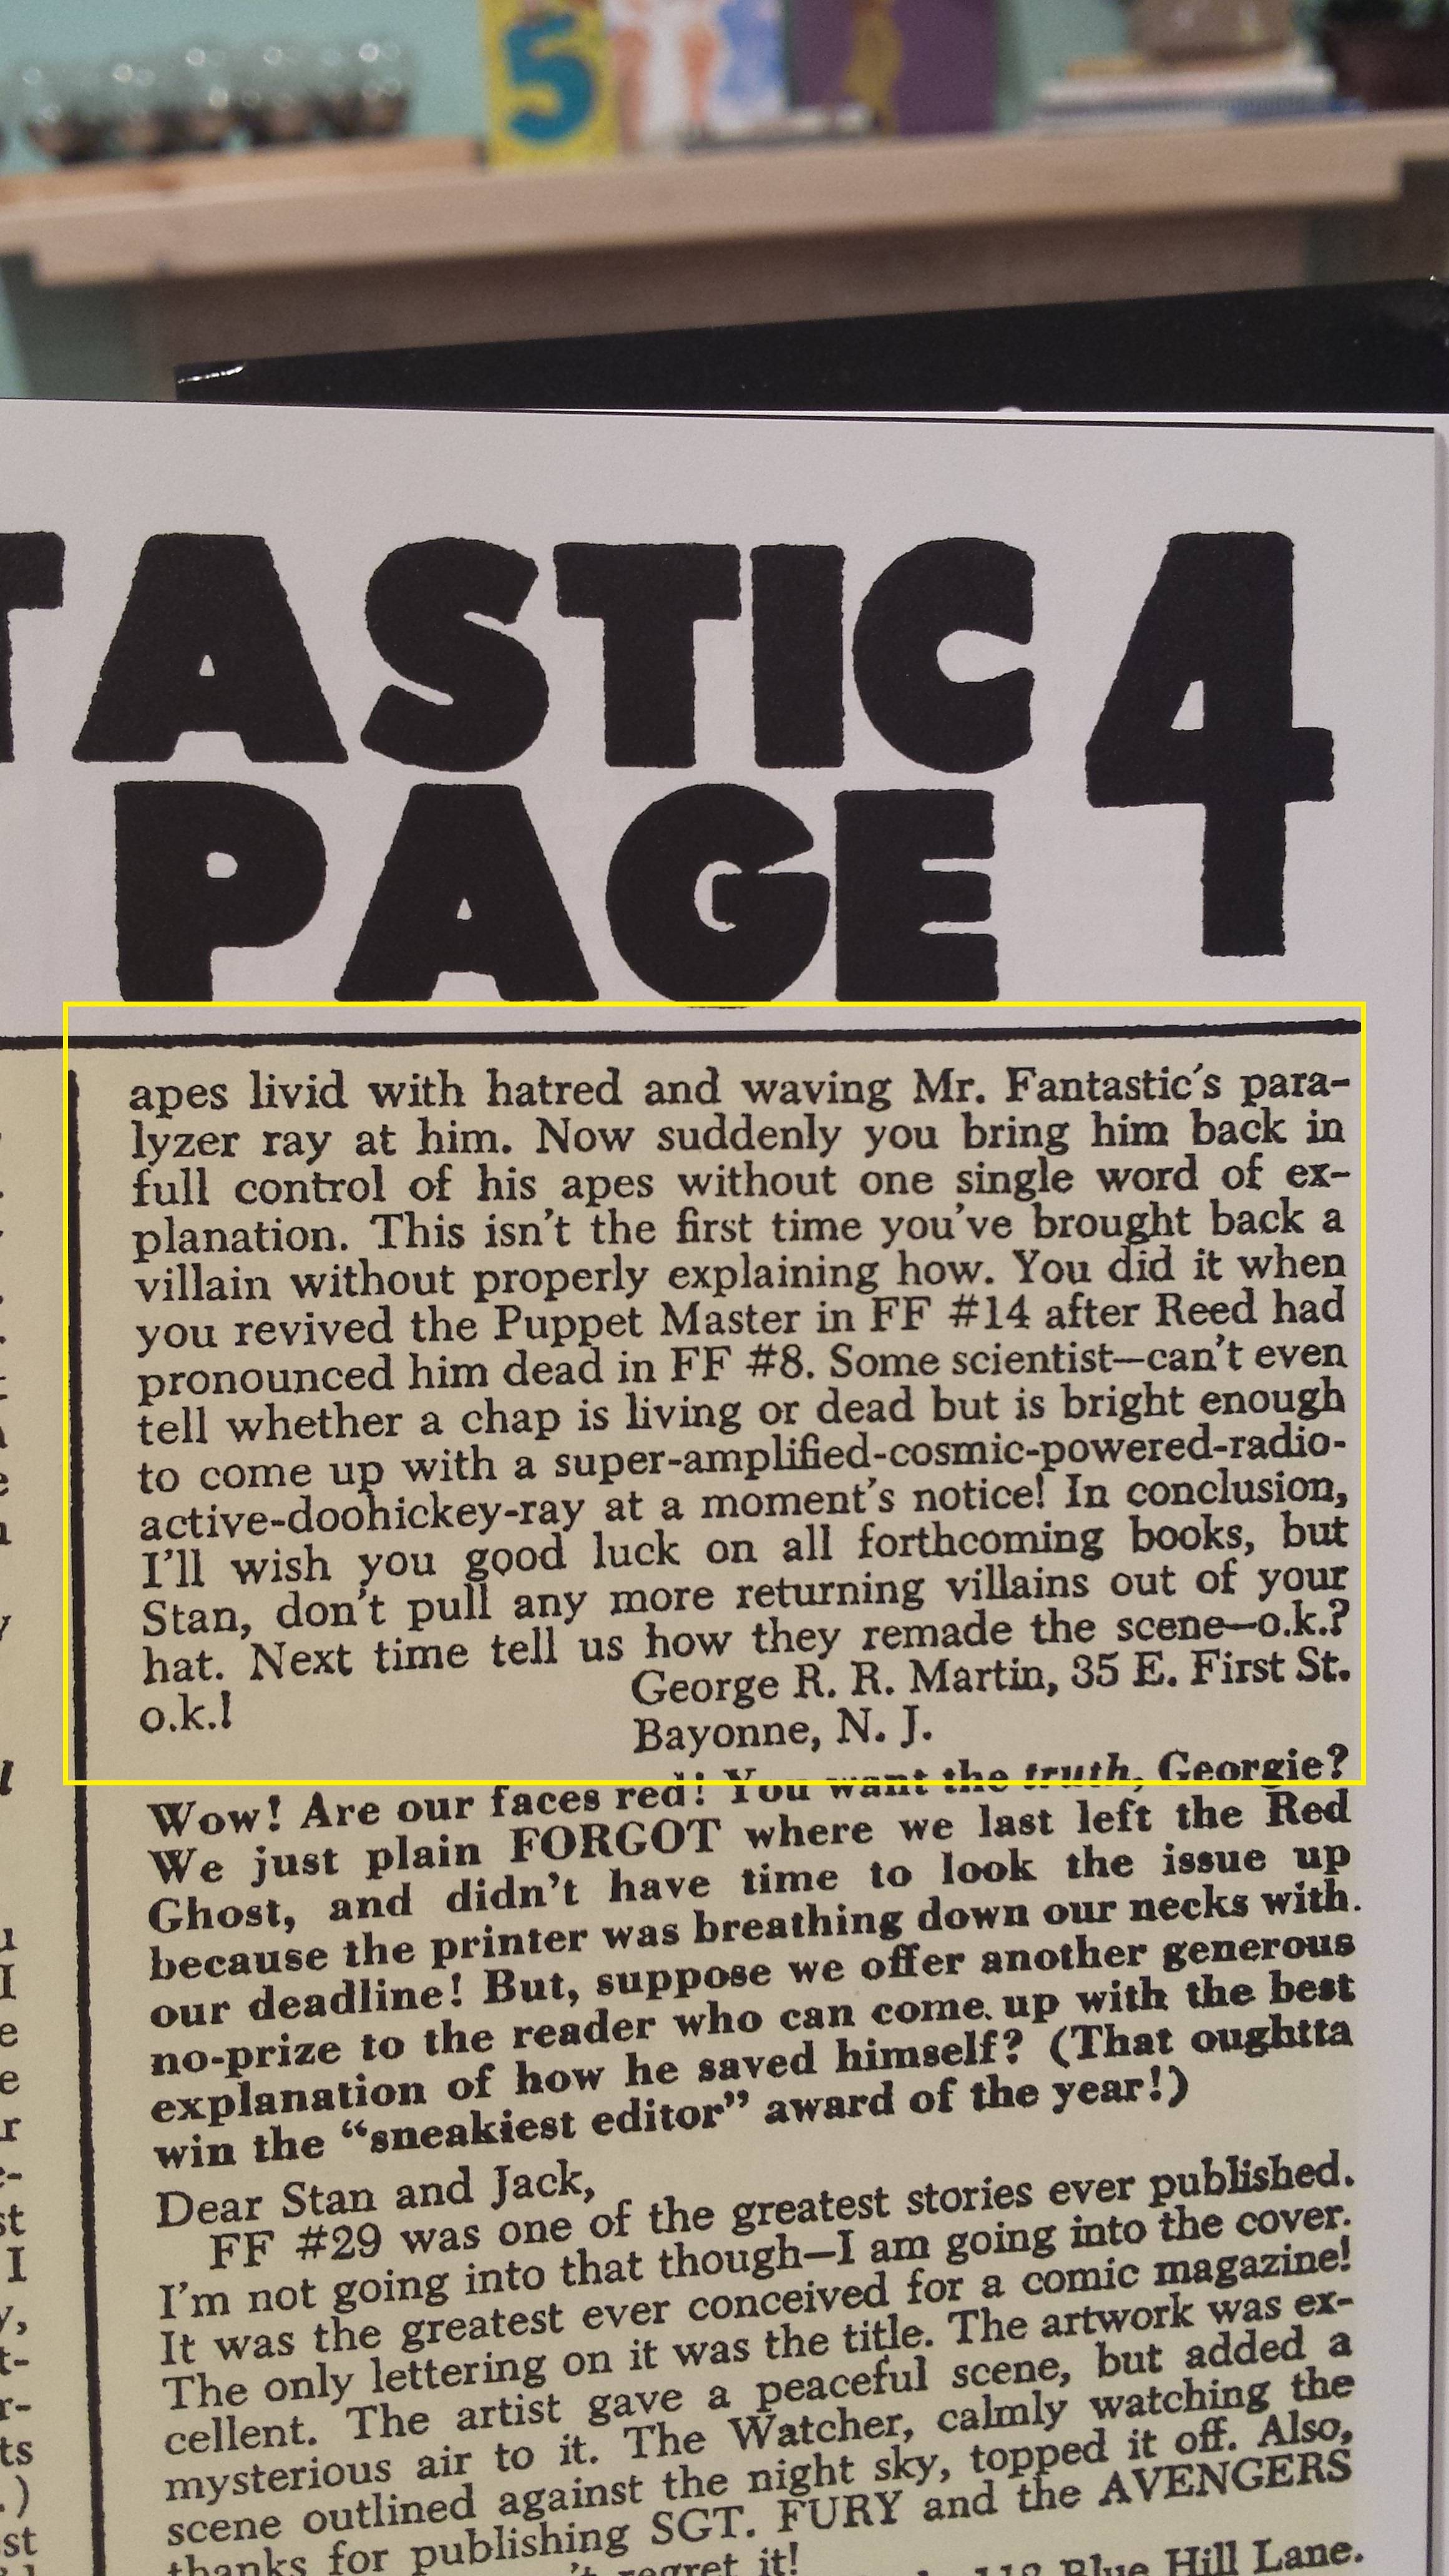 5
TASTIC 4
PAGE
apes livid with hatred and waving Mr. Fantastic's para-
lyzer ray at him. Now suddenly you bring him back in
full control of his apes without one single word of ex-
planation. This isn't the first time you've brought back a
villain without properly explaining how. You did it when
you revived the Puppet Master in FF #14 after Reed had
pronounced him dead in FF #8. Some scientist—can't even
tell whether a chap is living or dead but is bright enough
to come up with a super-amplified-cosmic-powered-radio-
active-doohickey-ray at a moment's notice! In conclusion,
I'll wish you good luck on all forthcoming books, but
Stan, don't pull any more returning villains out of your
hat. Next time tell us how they remade the scene—o.k.?
o.k.!
George R. R. Martin, 35 E. First St.
Bayonne, N. J.
Wow! Are our faces red! You want the truth, Georgie?
We just plain FORGOT where we last left the Red
Ghost, and didn't have time to look the issue up
because the printer was breathing down our necks with
our deadline! But, suppose we offer another generous
no-prize to the reader who can come up with the best
explanation of how he saved himself? (That oughtta
win the “sneakiest editor” award of the year!)
Dear Stan and Jack,
FF #29 was one of the greatest stories ever published.
I'm not going into that though—I am going into the cover.
It was the greatest ever conceived for a comic magazine!
The only lettering on it was the title. The artwork was ex-
cellent. The artist gave a peaceful scene, but added a
mysterious air to it. The Watcher, calmly watching the
scene outlined against the night sky, topped it off. Also,
thanks for publishing SGT. FURY and the AVENGERS
regret it!
Blue Hill Lane.